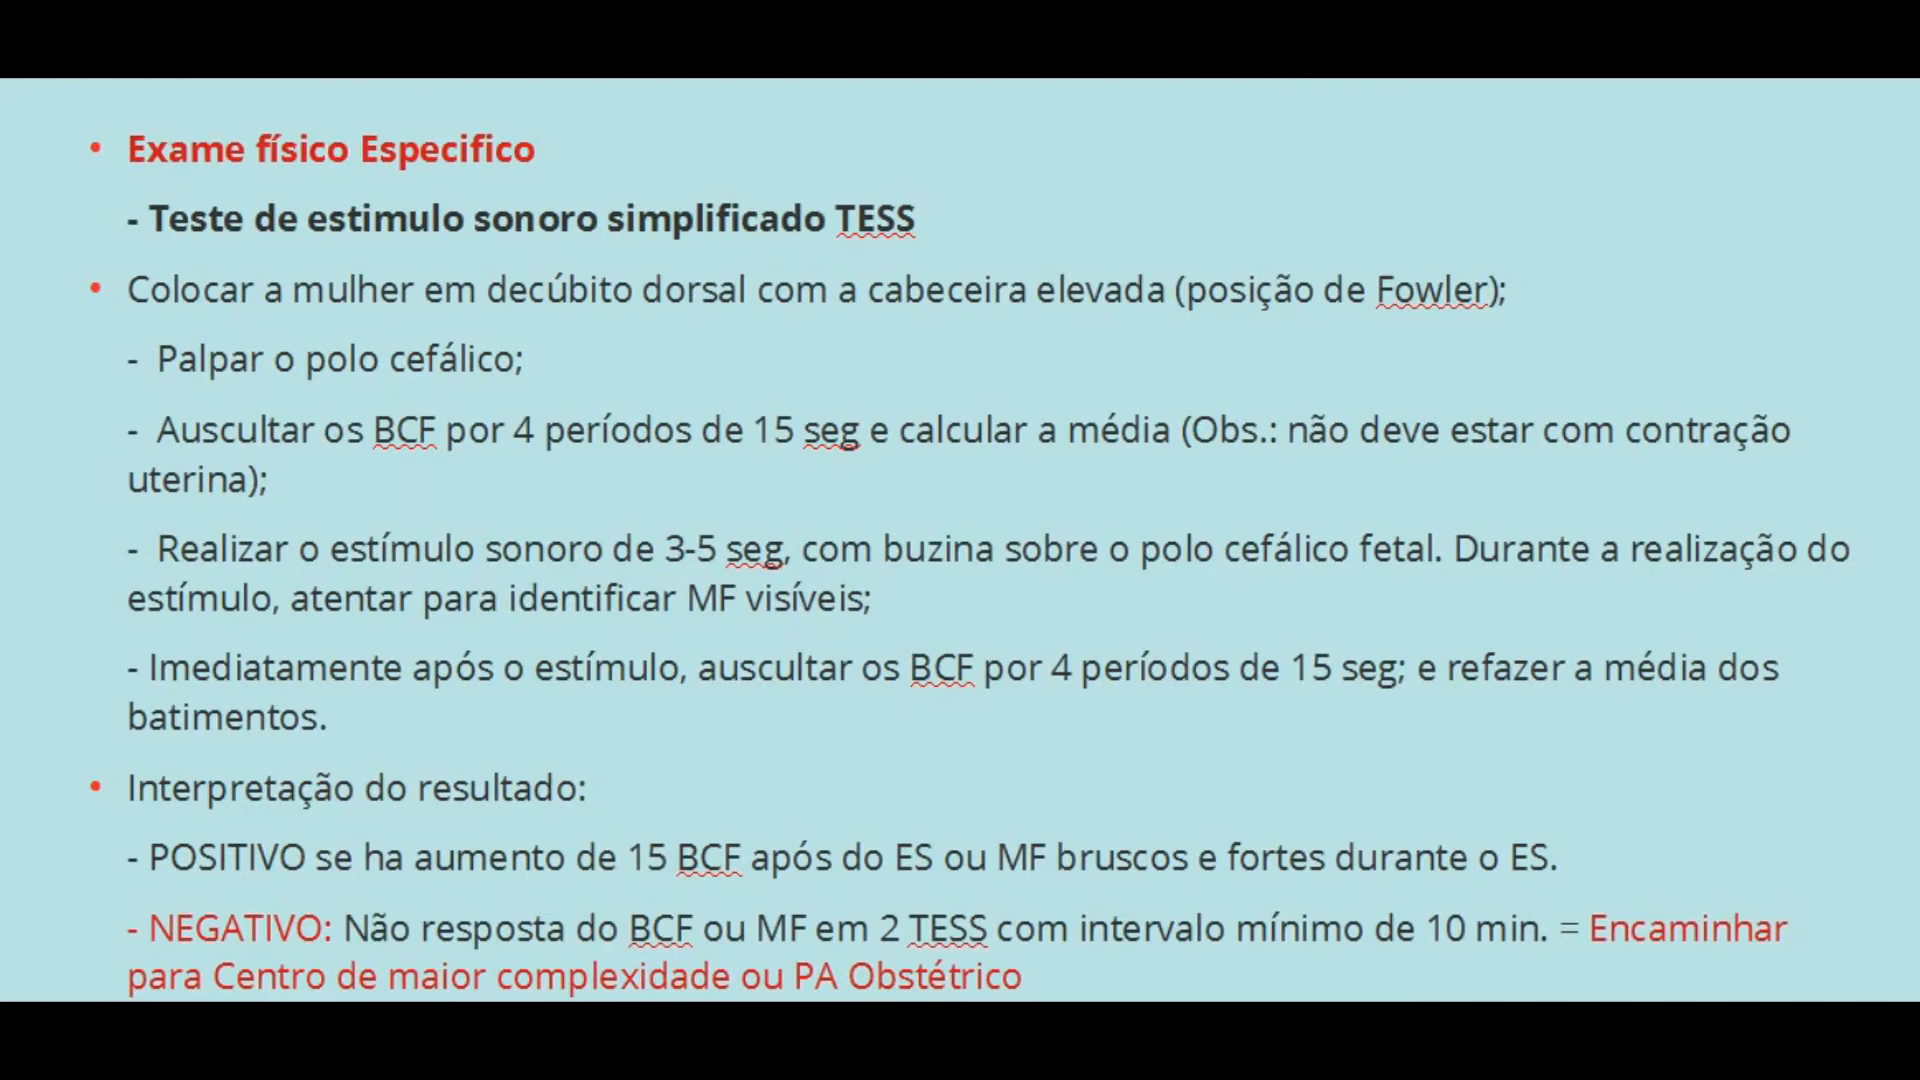 • Exame físico Especifico
- Teste de estimulo sonoro simplificado TESS
• Colocar a mulher em decúbito dorsal com a cabeceira elevada (posição de Fowler);
- Palpar o polo cefálico;
- Auscultar os BCF por 4 períodos de 15 seg e calcular a média (Obs.: não deve estar com contração
uterina);
- Realizar o estímulo sonoro de 3-5 seg, com buzina sobre o polo cefálico fetal. Durante a realização do
estímulo, atentar para identificar MF visíveis;
- Imediatamente após o estímulo, auscultar os BCF por 4 períodos de 15 seg; e refazer a média dos
batimentos.
• Interpretação do resultado:
- POSITIVO se ha aumento de 15 BCF após do ES ou MF bruscos e fortes durante o ES.
- NEGATIVO: Não resposta do BCF ou MF em 2 TESS com intervalo mínimo de 10 min. = Encaminhar
para Centro de maior complexidade ou PA Obstétrico